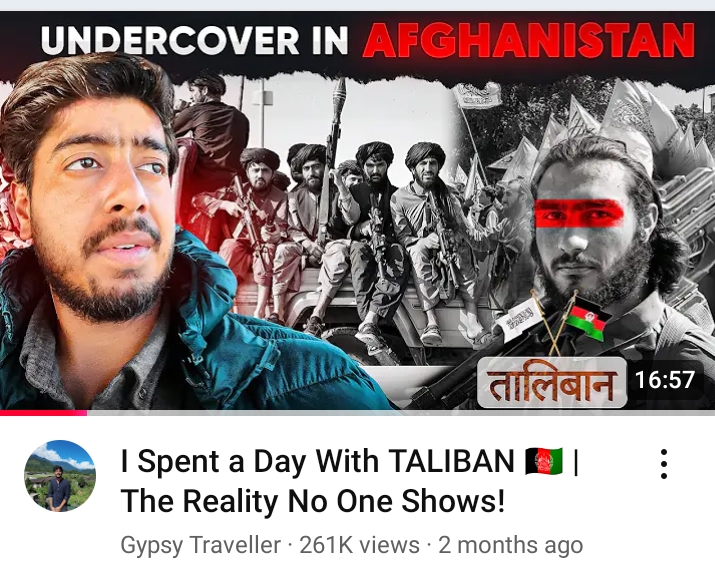 UNDERCOVER IN AFGHANISTAN
तालिबान
16:57
I Spent a Day With TALIBAN 🇦🇫 |
The Reality No One Shows!
Gypsy Traveller · 261K views · 2 months ago